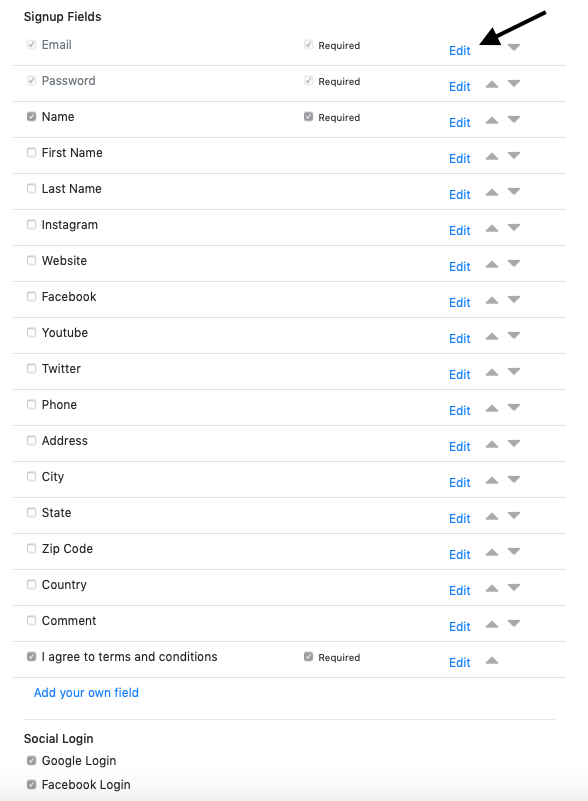 Signup Fields
Email Required Edit
Password Required Edit
Name Required Edit
First Name Edit
Last Name Edit
Instagram Edit
Website Edit
Facebook Edit
Youtube Edit
Twitter Edit
Phone Edit
Address Edit
City Edit
State Edit
Zip Code Edit
Country Edit
Comment Edit
I agree to terms and conditions Required Edit
Add your own field
Social Login
Google Login
Facebook Login